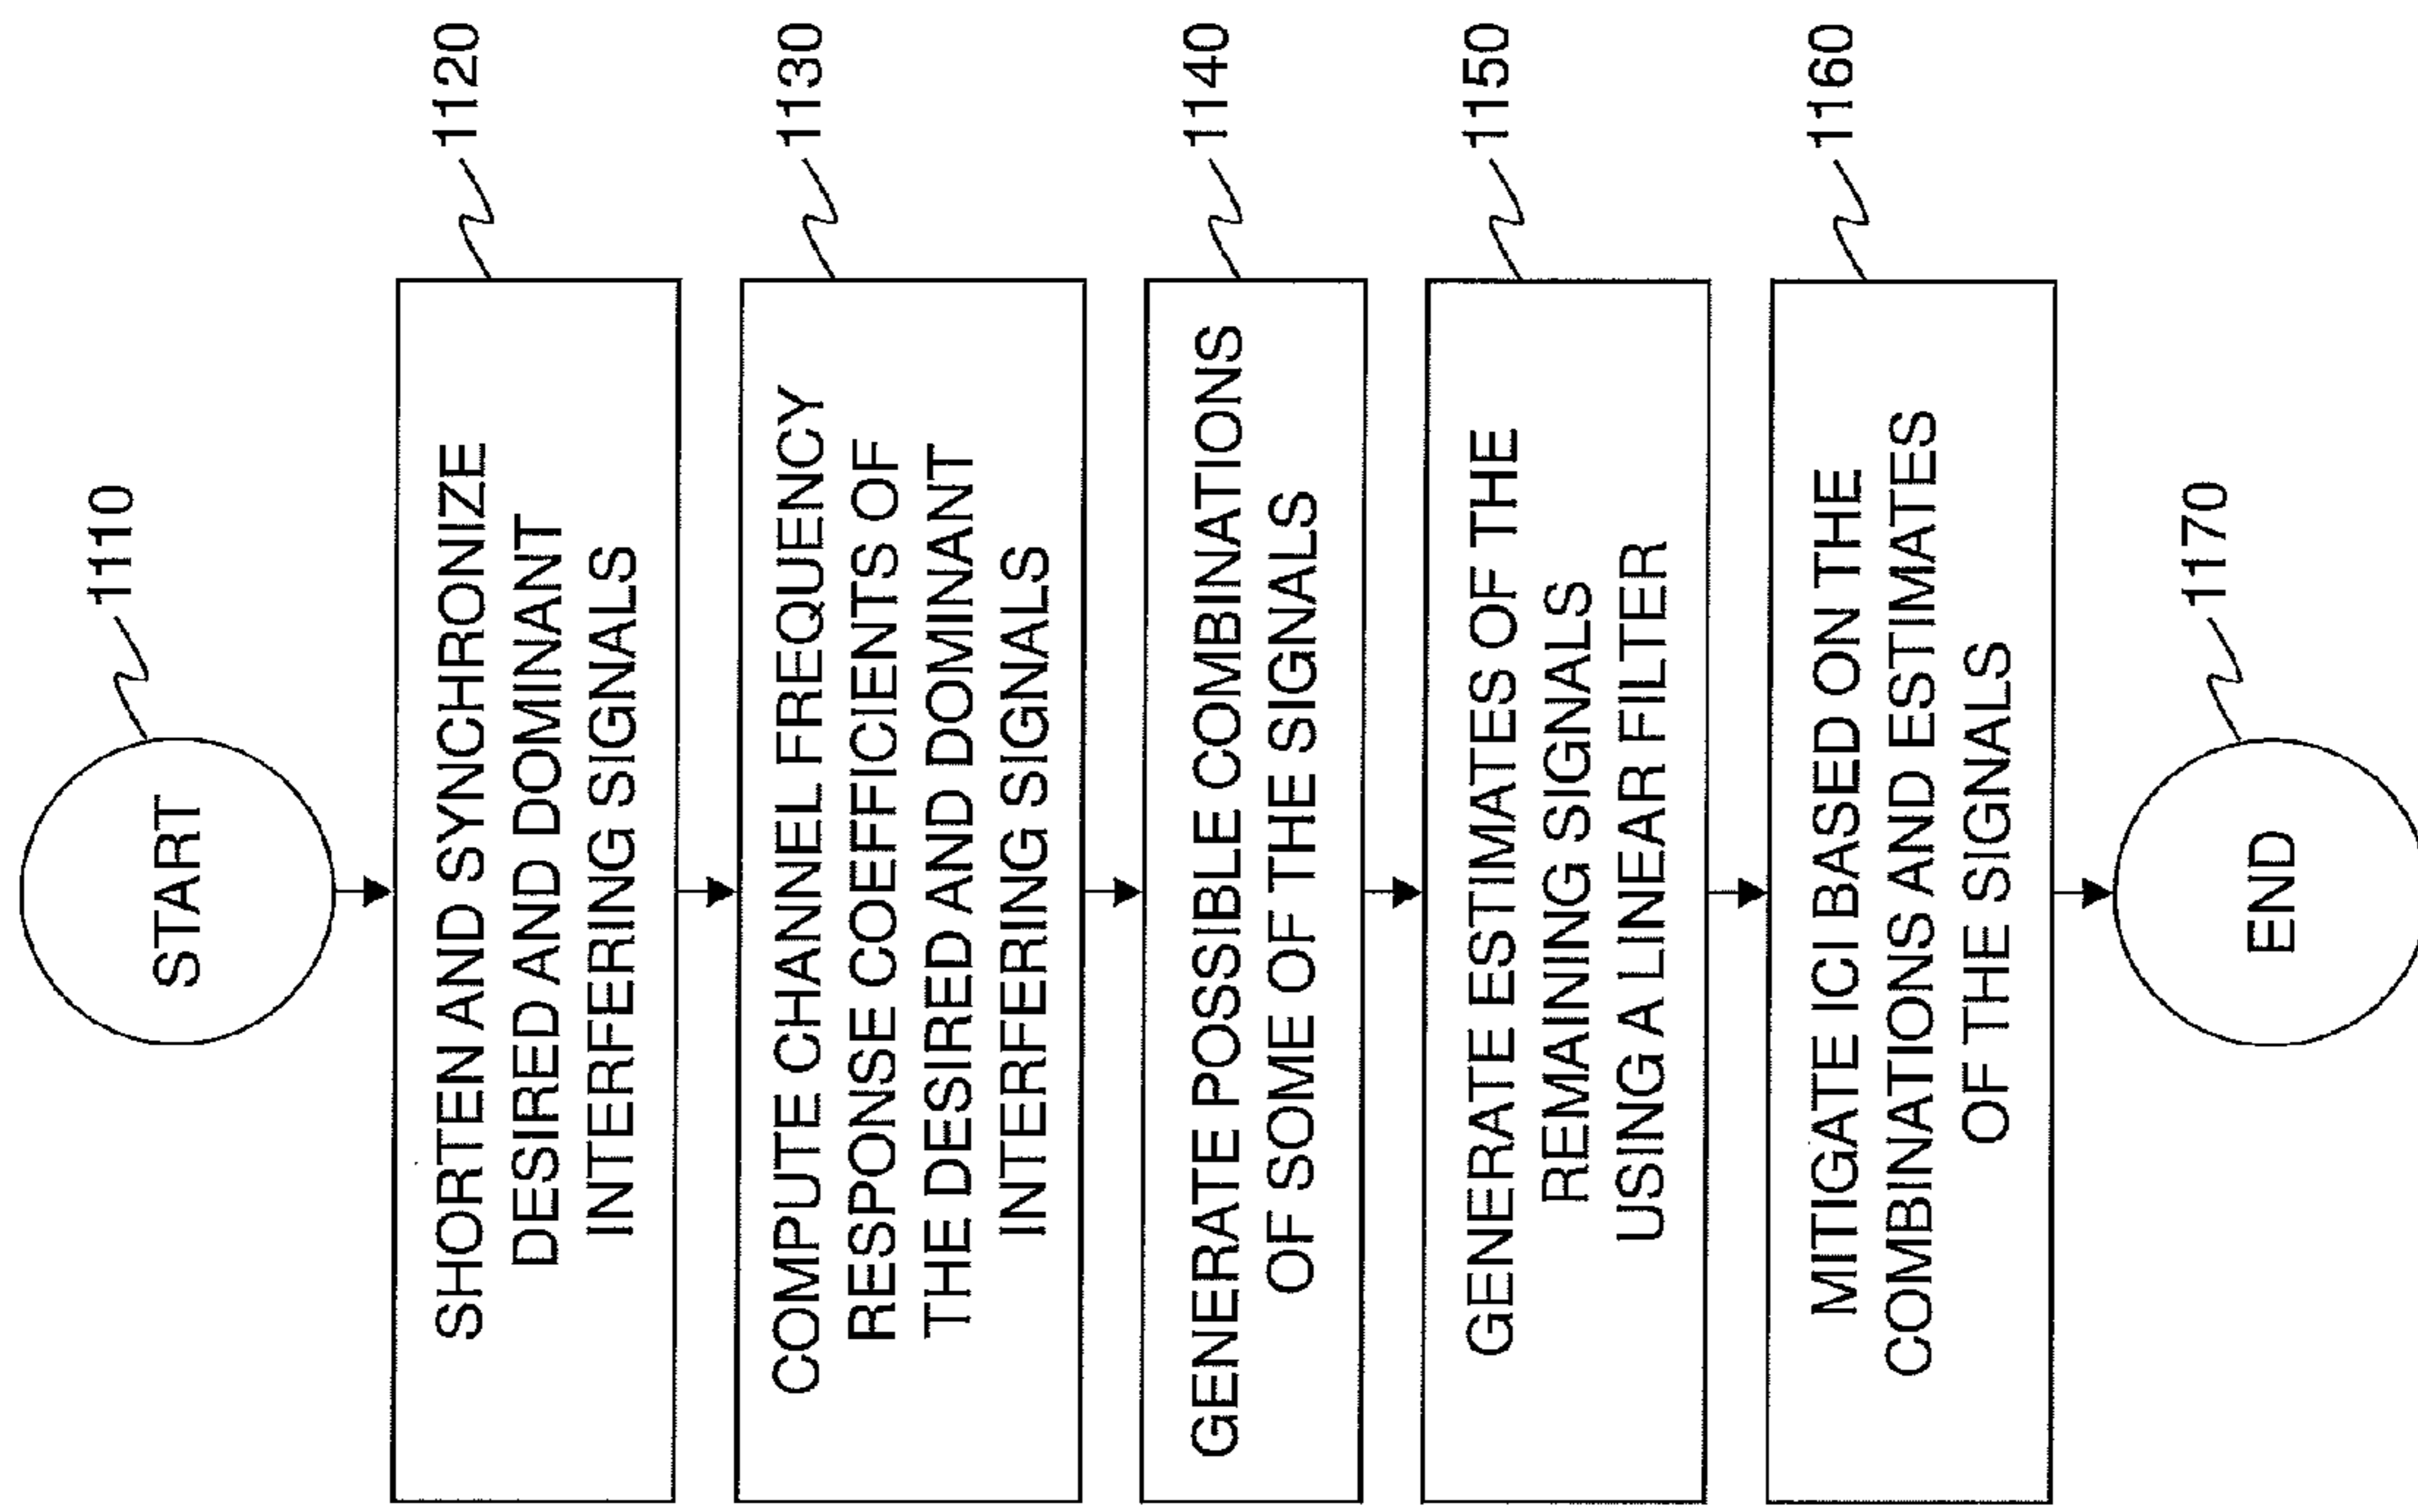 START
1110
SHORTEN AND SYNCHRONIZE
DESIRED AND DOMINANT
INTERFERING SIGNALS
1120
COMPUTE CHANNEL FREQUENCY
RESPONSE COEFFICIENTS OF
THE DESIRED AND DOMINANT
INTERFERING SIGNALS
1130
GENERATE POSSIBLE COMBINATIONS
OF SOME OF THE SIGNALS
1140
GENERATE ESTIMATES OF THE
REMAINING SIGNALS
USING A LINEAR FILTER
1150
MITIGATE ICI BASED ON THE
COMBINATIONS AND ESTIMATES
OF THE SIGNALS
1160
END
1170